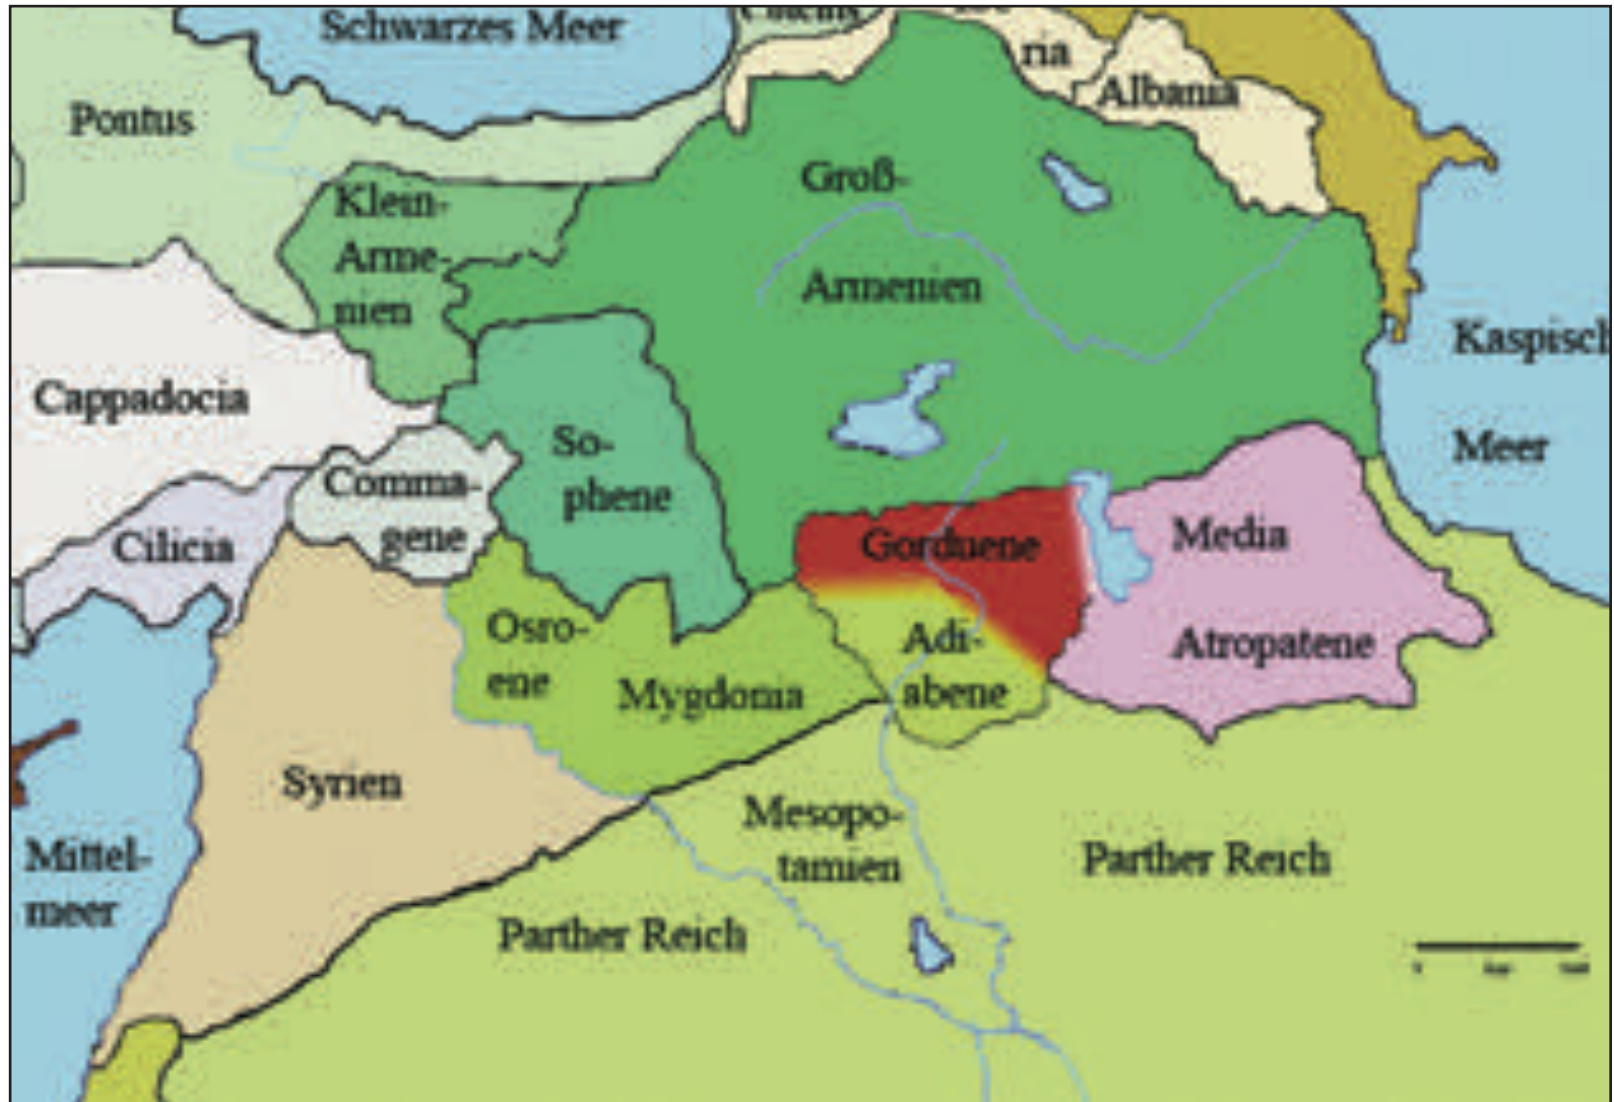 Schwarzes Meer
ria
Albania
Pontus
Groß-
Klein-
Arme-
nien
Armenien
Kaspisch
Meer
Cappadocia
So-
phene
Comma-
gene
Cilicia
Gorduene
Media
Atropatene
Osro-
ene
Mygdonia
Adi-
abene
Syrien
Mesopo-
tamien
Mittel-
meer
Parther Reich
Parther Reich